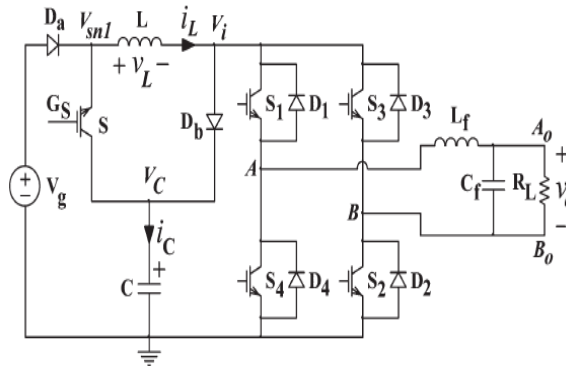 Da Vsn1 L iL Vi
+ vL −
GS S Db
S1 D1 S3 D3
Lf Ao
A
+
Vg
−
VC
Cf RL
+
v
−
B
Bo
iC
C +
S4 D4 S2 D2